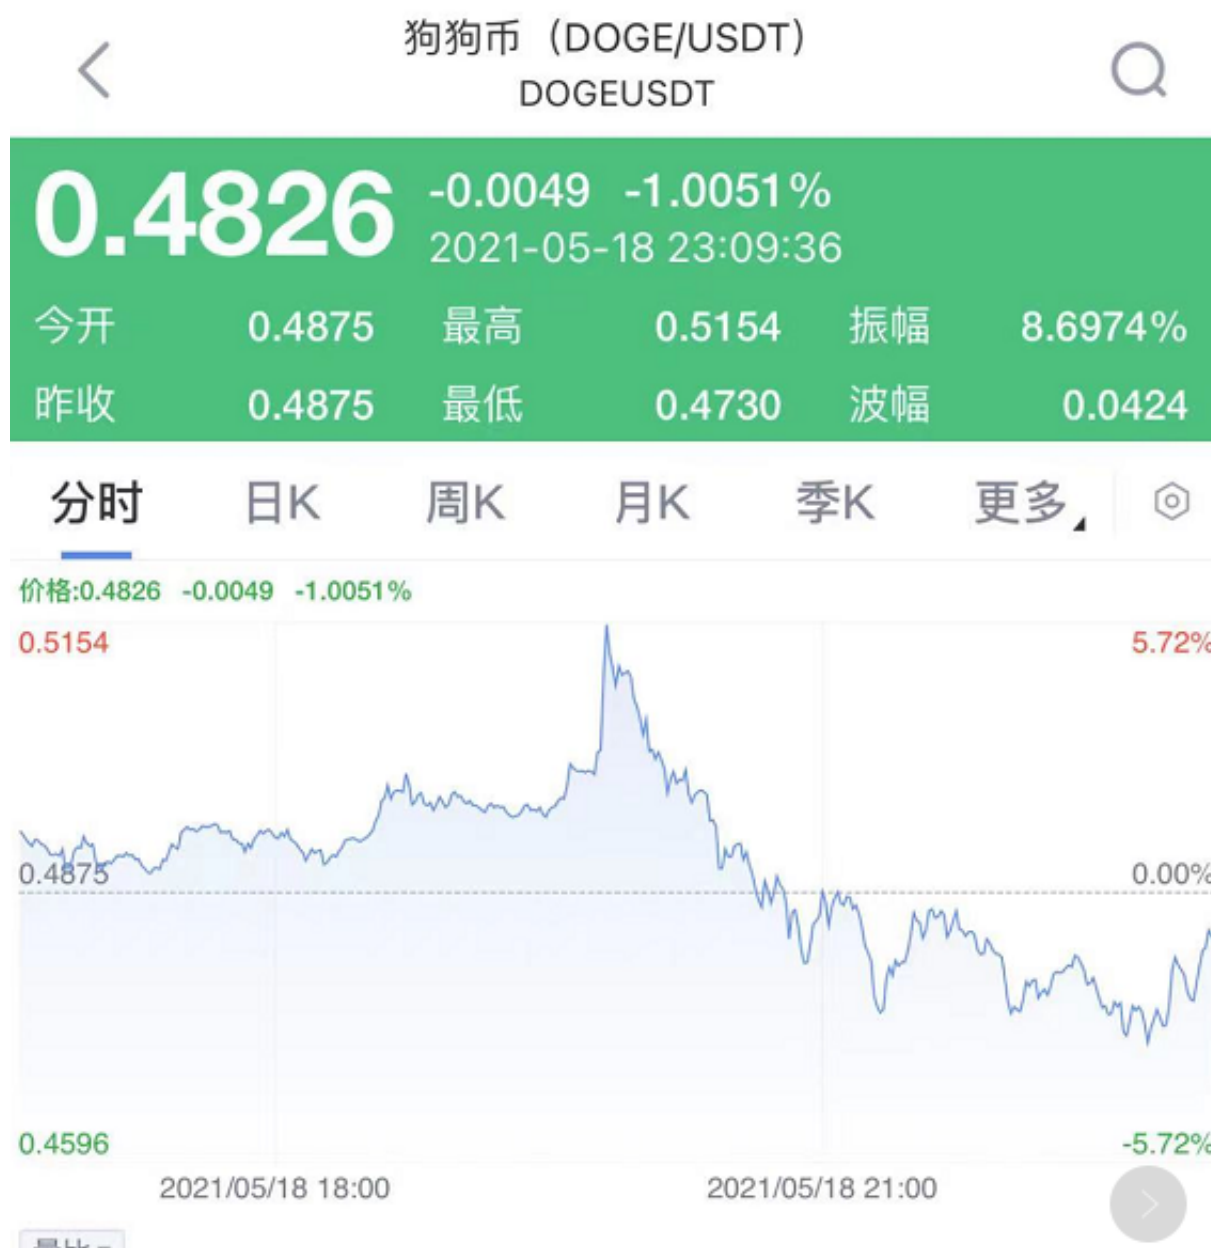 狗狗币（DOGE/USDT）
DOGEUSDT
0.4826 -0.0049 -1.0051%
2021-05-18 23:09:36
今开 0.4875 最高 0.5154 振幅 8.6974%
昨收 0.4875 最低 0.4730 波幅 0.0424
分时 日K 周K 月K 季K 更多
价格:0.4826 -0.0049 -1.0051%
0.5154 5.72%
0.4875 0.00%
0.4596 -5.72%
2021/05/18 18:00 2021/05/18 21:00